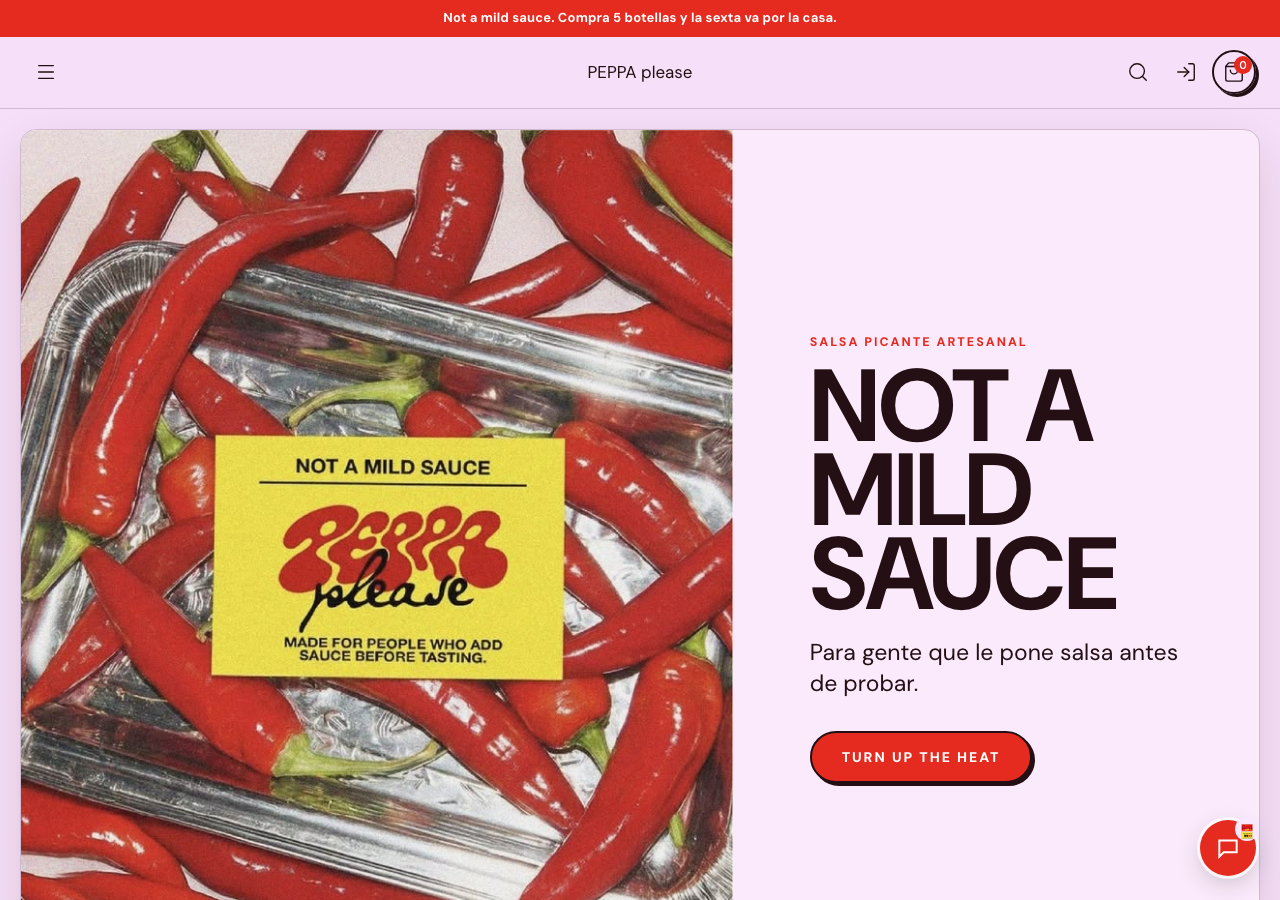 Not a mild sauce. Compra 5 botellas y la sexta va por la casa.
PEPPA please
0
NOT A MILD SAUCE
PEPPA
please
MADE FOR PEOPLE WHO ADD
SAUCE BEFORE TASTING.
SALSA PICANTE ARTESANAL
NOT A
MILD
SAUCE
Para gente que le pone salsa antes
de probar.
TURN UP THE HEAT